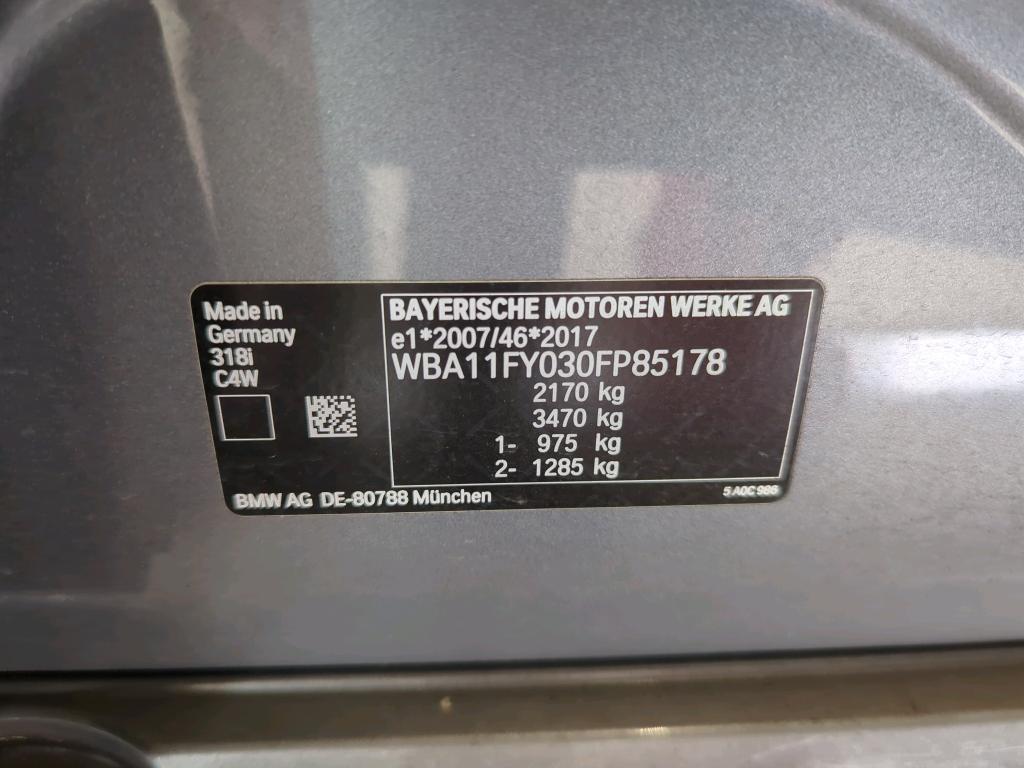 Made in
Germany
318i
C4W
BAYERISCHE MOTOREN WERKE AG
e1*2007/46*2017
WBA11FY030FP85178
2170 kg
3470 kg
1- 975 kg
2- 1285 kg
BMW AG DE-80788 München
5 A0C 986